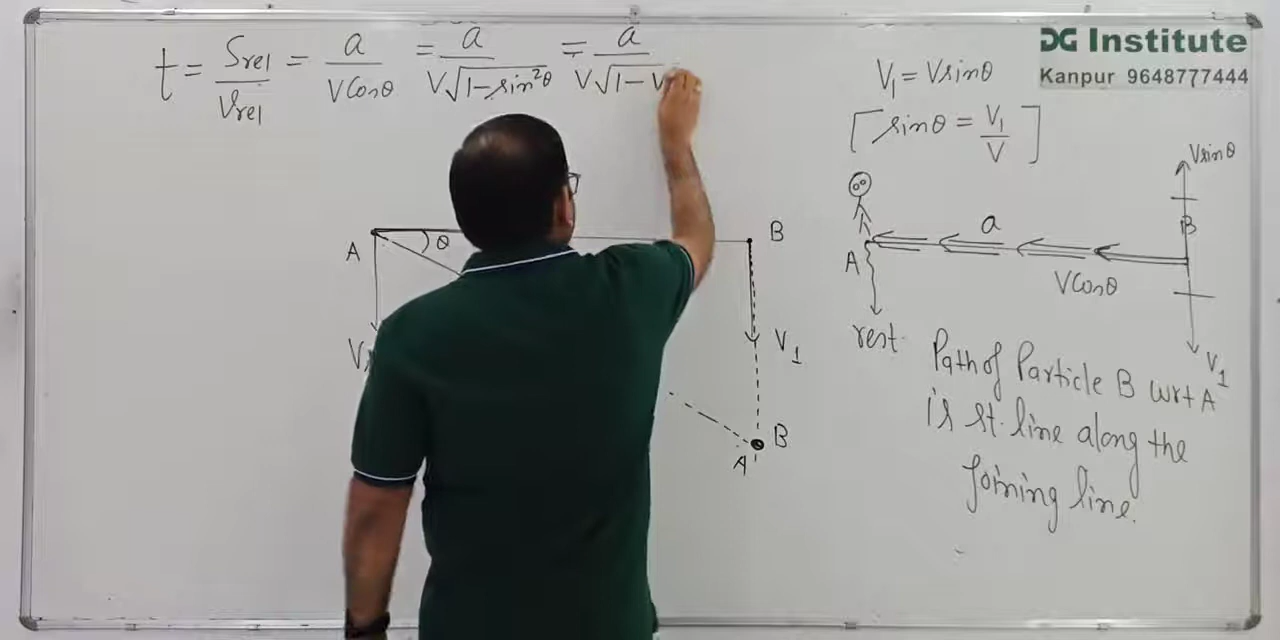 t = Srel/Vrel = a/VCosθ = a/V√1-sin²θ = a/V√1-V
DG Institute
Kanpur 9648777444
V₁ = Vsinθ
[sinθ = V₁/V]
Vsinθ
A θ B
B
a
A
VCosθ
V₁
V₁
rest
V₁
Path of Particle B wrt A
is st. line along the
Joining line.
B
A